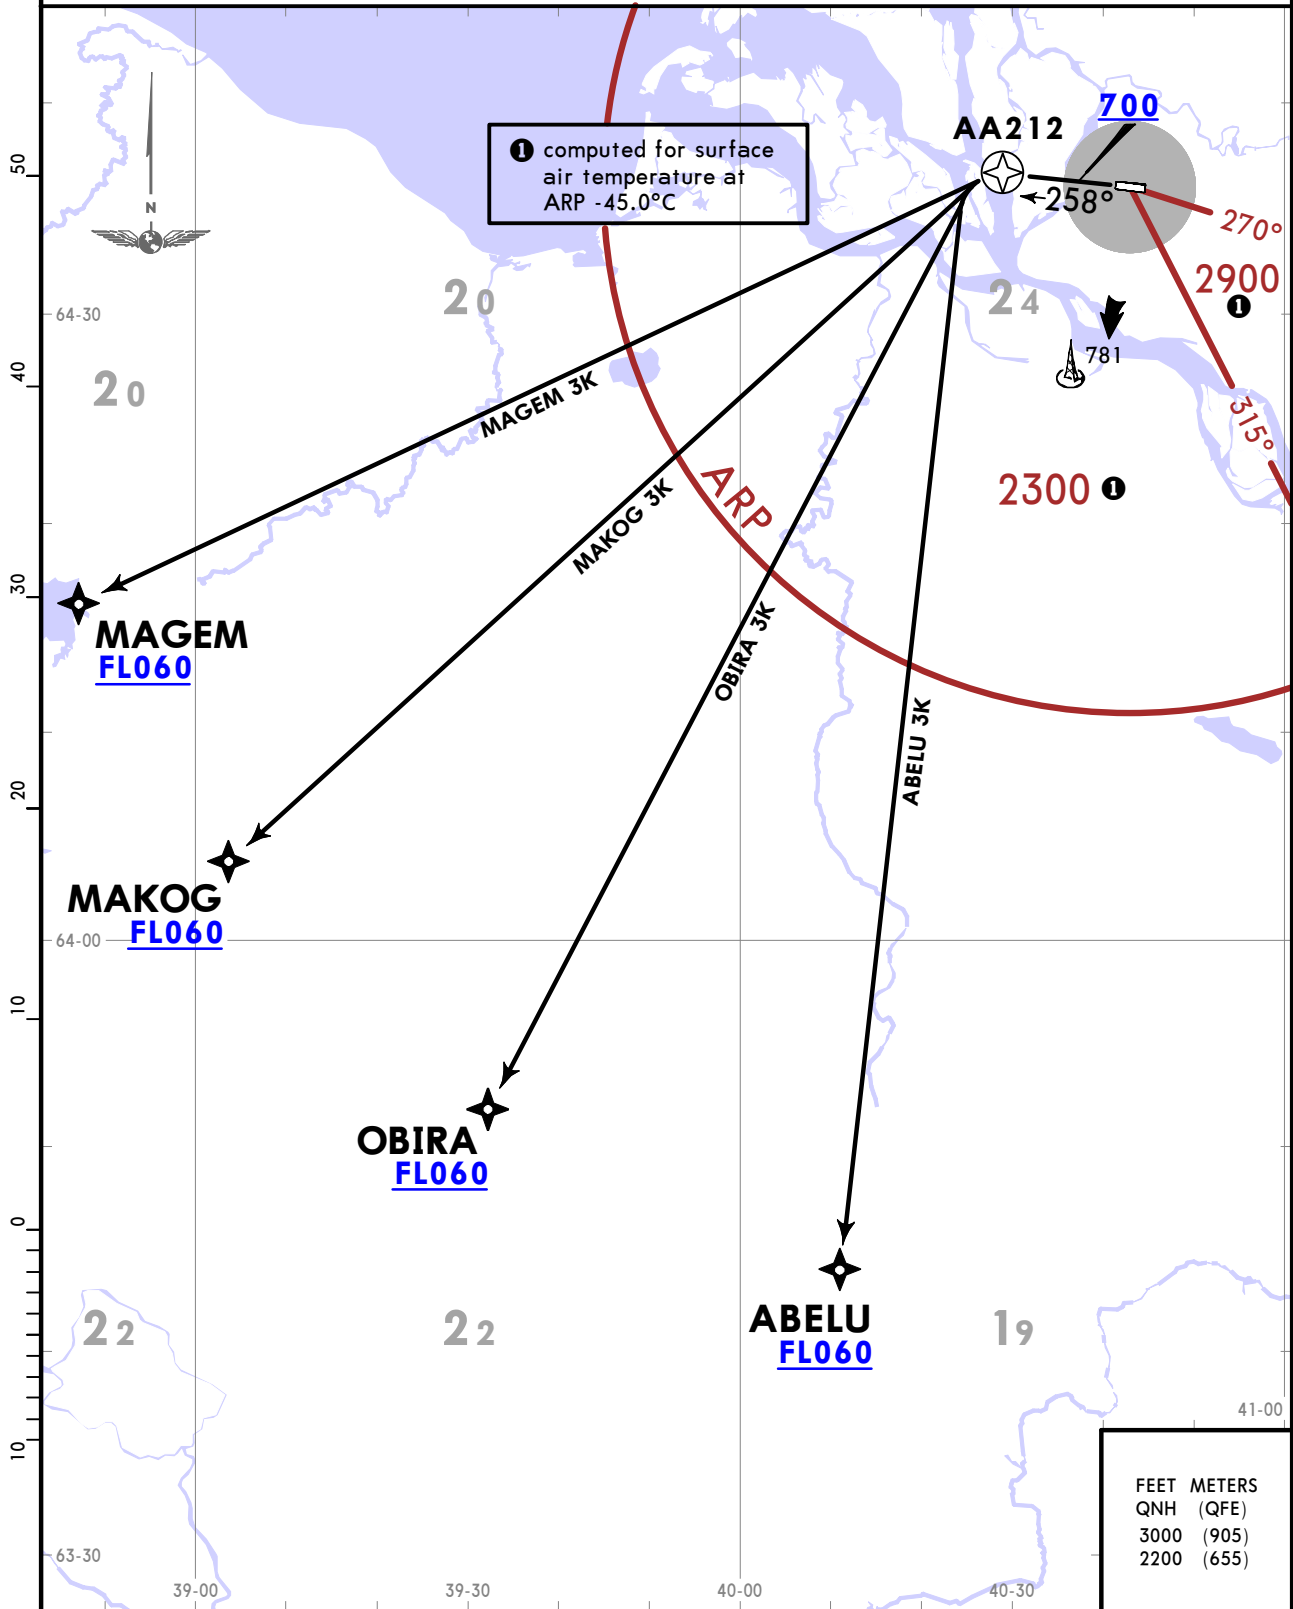 700
AA212
50
❶ computed for surface
air temperature at
ARP -45.0°C
258°
N
270°
2900
❶
20
24
64-30
781
40
20
MAGEM 3K
315°
ARP
2300 ❶
MAKOG 3K
30
MAGEM
FL060
OBIRA 3K
ABELU 3K
20
MAKOG
FL060
64-00
10
OBIRA
FL060
0
22
22
ABELU
FL060
19
41-00
10
FEET METERS
QNH (QFE)
3000 (905)
2200 (655)
63-30
39-00
39-30
40-00
40-30